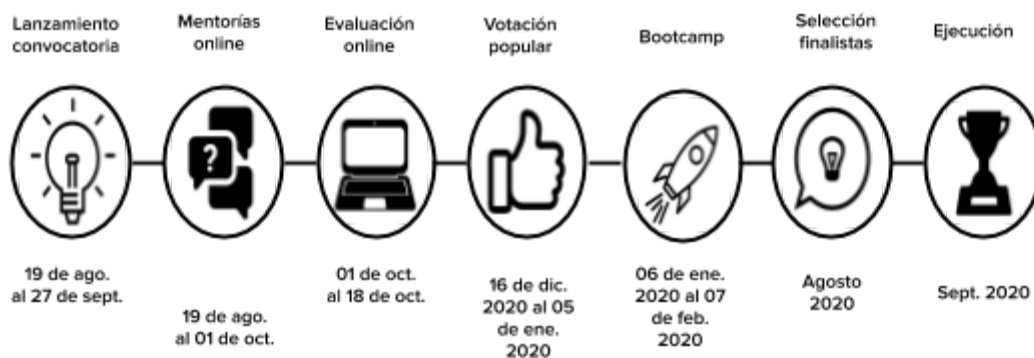 Lanzamiento
convocatoria
Mentorías
online
Evaluación
online
Votación
popular
Bootcamp
Selección
finalistas
Ejecución
?
19 de ago.
al 27 de sept.
19 de ago.
al 01 de oct.
01 de oct.
al 18 de oct.
16 de dic.
2020 al 05
de ene.
2020
06 de ene.
2020 al 07
de feb.
2020
Agosto
2020
Sept. 2020